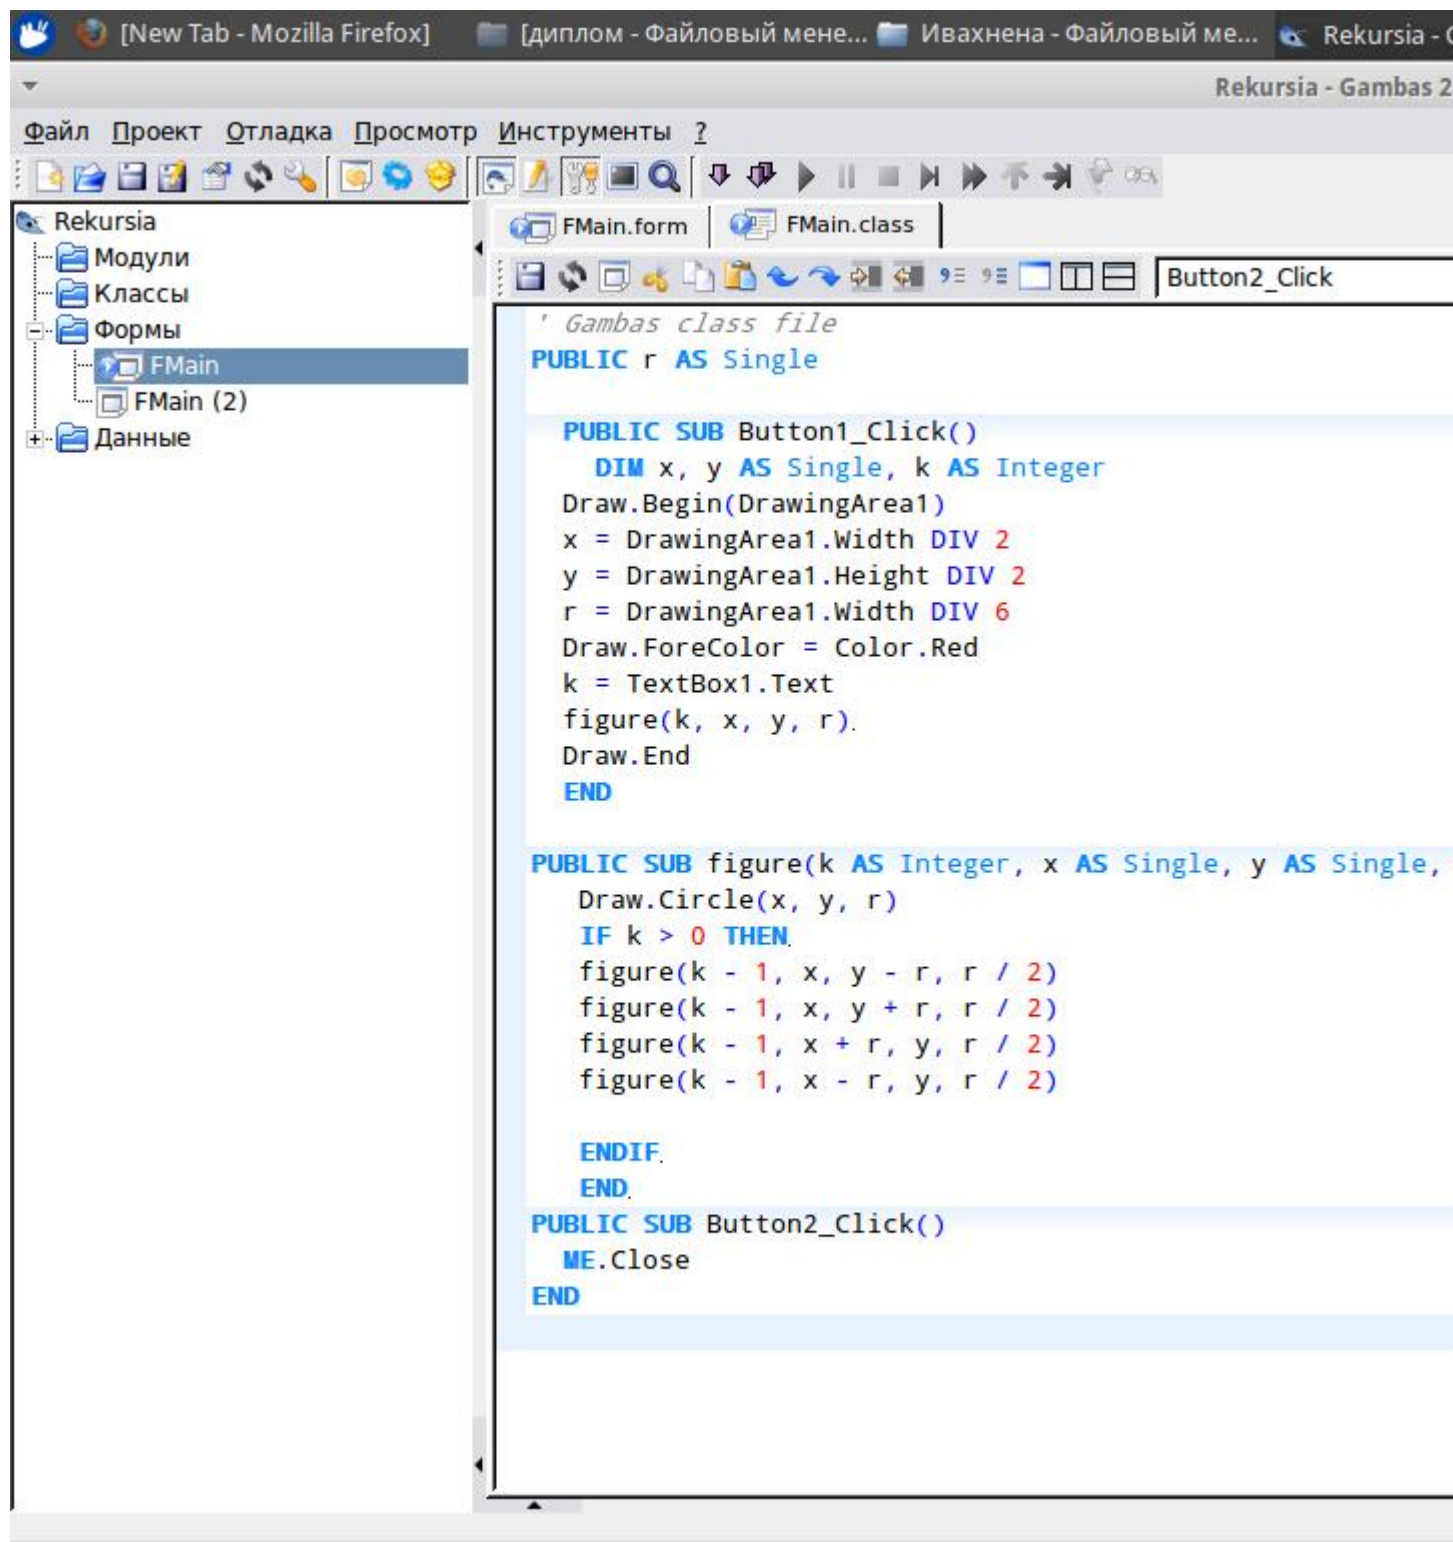 [New Tab - Mozilla Firefox] [диплом - Файловый мене... Ивахнена - Файловый ме... Rekursia -
Rekursia - Gambas 2
Файл Проект Отладка Просмотр Инструменты ?
Rekursia
Модули
Классы
Формы
FMain
FMain (2)
Данные
FMain.form FMain.class
Button2_Click
' Gambas class file
PUBLIC r AS Single
PUBLIC SUB Button1_Click()
DIM x, y AS Single, k AS Integer
Draw.Begin(DrawingArea1)
x = DrawingArea1.Width DIV 2
y = DrawingArea1.Height DIV 2
r = DrawingArea1.Width DIV 6
Draw.ForeColor = Color.Red
k = TextBox1.Text
figure(k, x, y, r)
Draw.End
END
PUBLIC SUB figure(k AS Integer, x AS Single, y AS Single,
Draw.Circle(x, y, r)
IF k > 0 THEN
figure(k - 1, x, y - r, r / 2)
figure(k - 1, x, y + r, r / 2)
figure(k - 1, x + r, y, r / 2)
figure(k - 1, x - r, y, r / 2)
ENDIF
END
PUBLIC SUB Button2_Click()
ME.Close
END